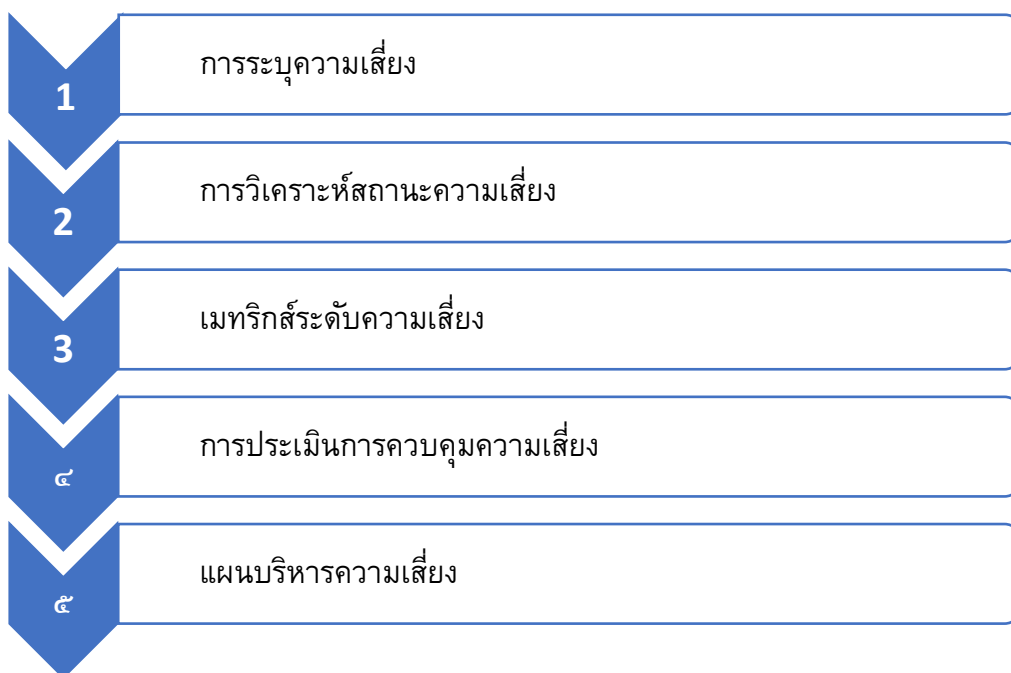 1
การระบุความเสี่ยง
2
การวิเคราะห์สถานะความเสี่ยง
3
เมทริกส์ระดับความเสี่ยง
๔
การประเมินการควบคุมความเสี่ยง
๕
แผนบริหารความเสี่ยง